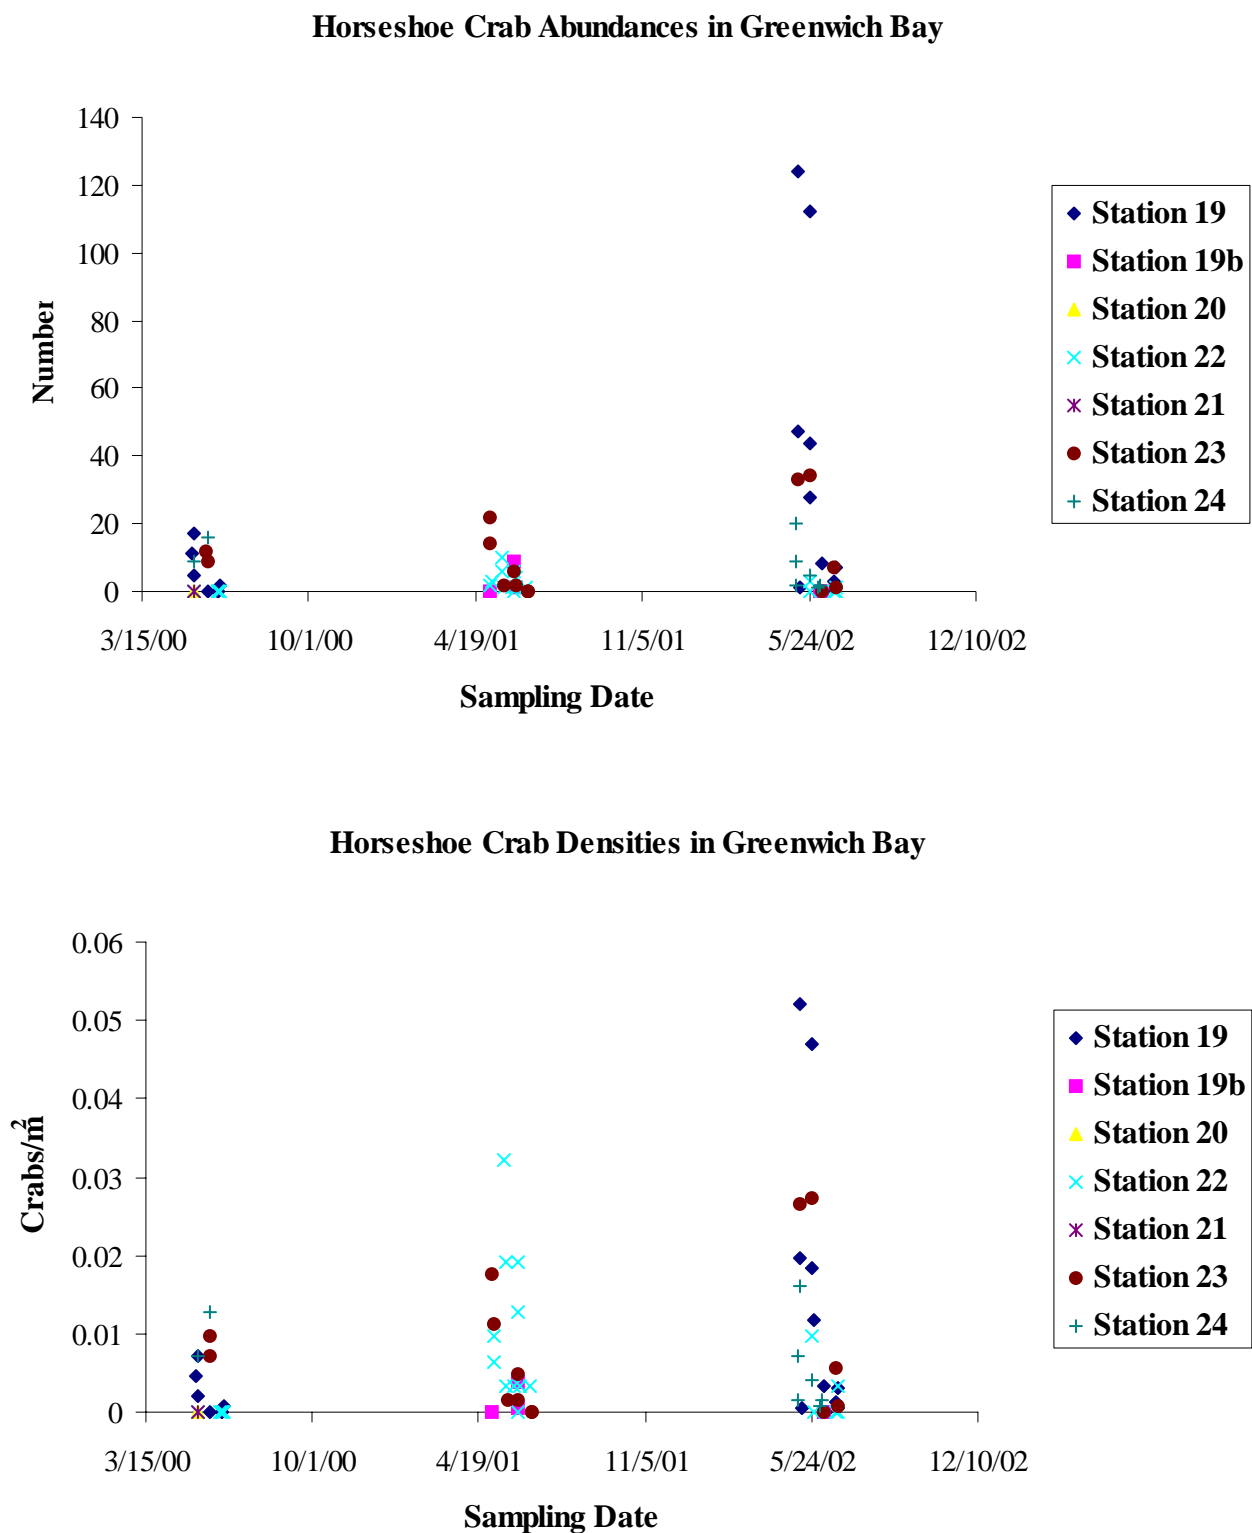 Horseshoe Crab Abundances in Greenwich Bay
140
120
100
80
60
40
20
0
Number
3/15/00 10/1/00 4/19/01 11/5/01 5/24/02 12/10/02
Sampling Date
Station 19
Station 19b
Station 20
Station 22
Station 21
Station 23
Station 24
Horseshoe Crab Densities in Greenwich Bay
0.06
0.05
0.04
0.03
0.02
0.01
0
Crabs/m²
3/15/00 10/1/00 4/19/01 11/5/01 5/24/02 12/10/02
Sampling Date
Station 19
Station 19b
Station 20
Station 22
Station 21
Station 23
Station 24